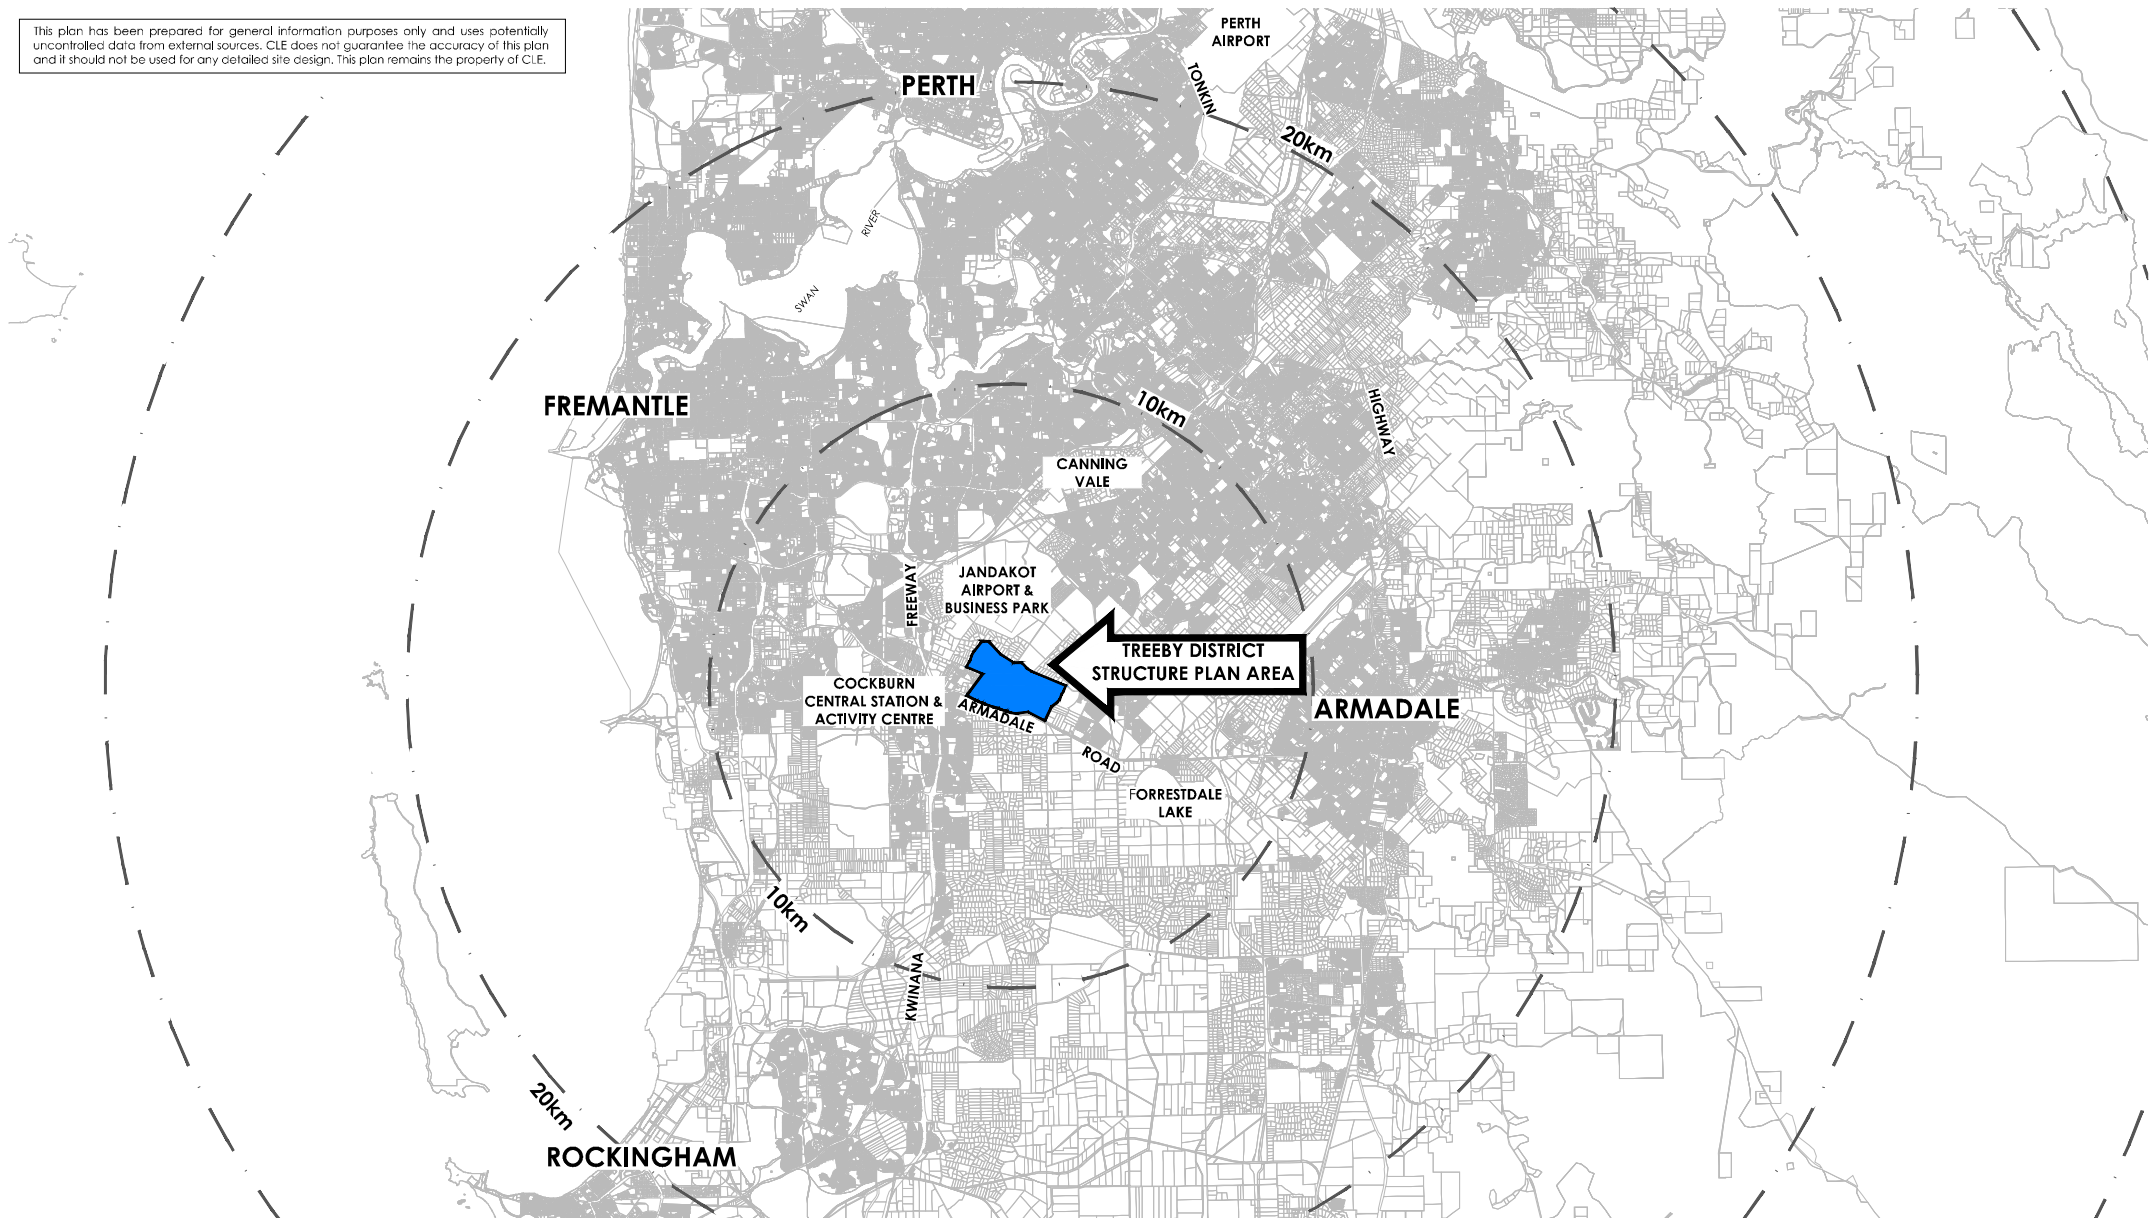 This plan has been prepared for general information purposes only and uses potentially
uncontrolled data from external sources. CLE does not guarantee the accuracy of this plan
and it should not be used for any detailed site design. This plan remains the property of CLE.
PERTH
AIRPORT
PERTH
TONKIN
20km
RIVER
SWAN
FREMANTLE
10km
HIGHWAY
CANNING
VALE
JANDAKOT
AIRPORT &
BUSINESS PARK
FREEWAY
TREEBY DISTRICT
STRUCTURE PLAN AREA
COCKBURN
CENTRAL STATION &
ACTIVITY CENTRE
ARMADALE
ARMADALE
ROAD
FORRESTDALE
LAKE
10km
KWINANA
20km
ROCKINGHAM